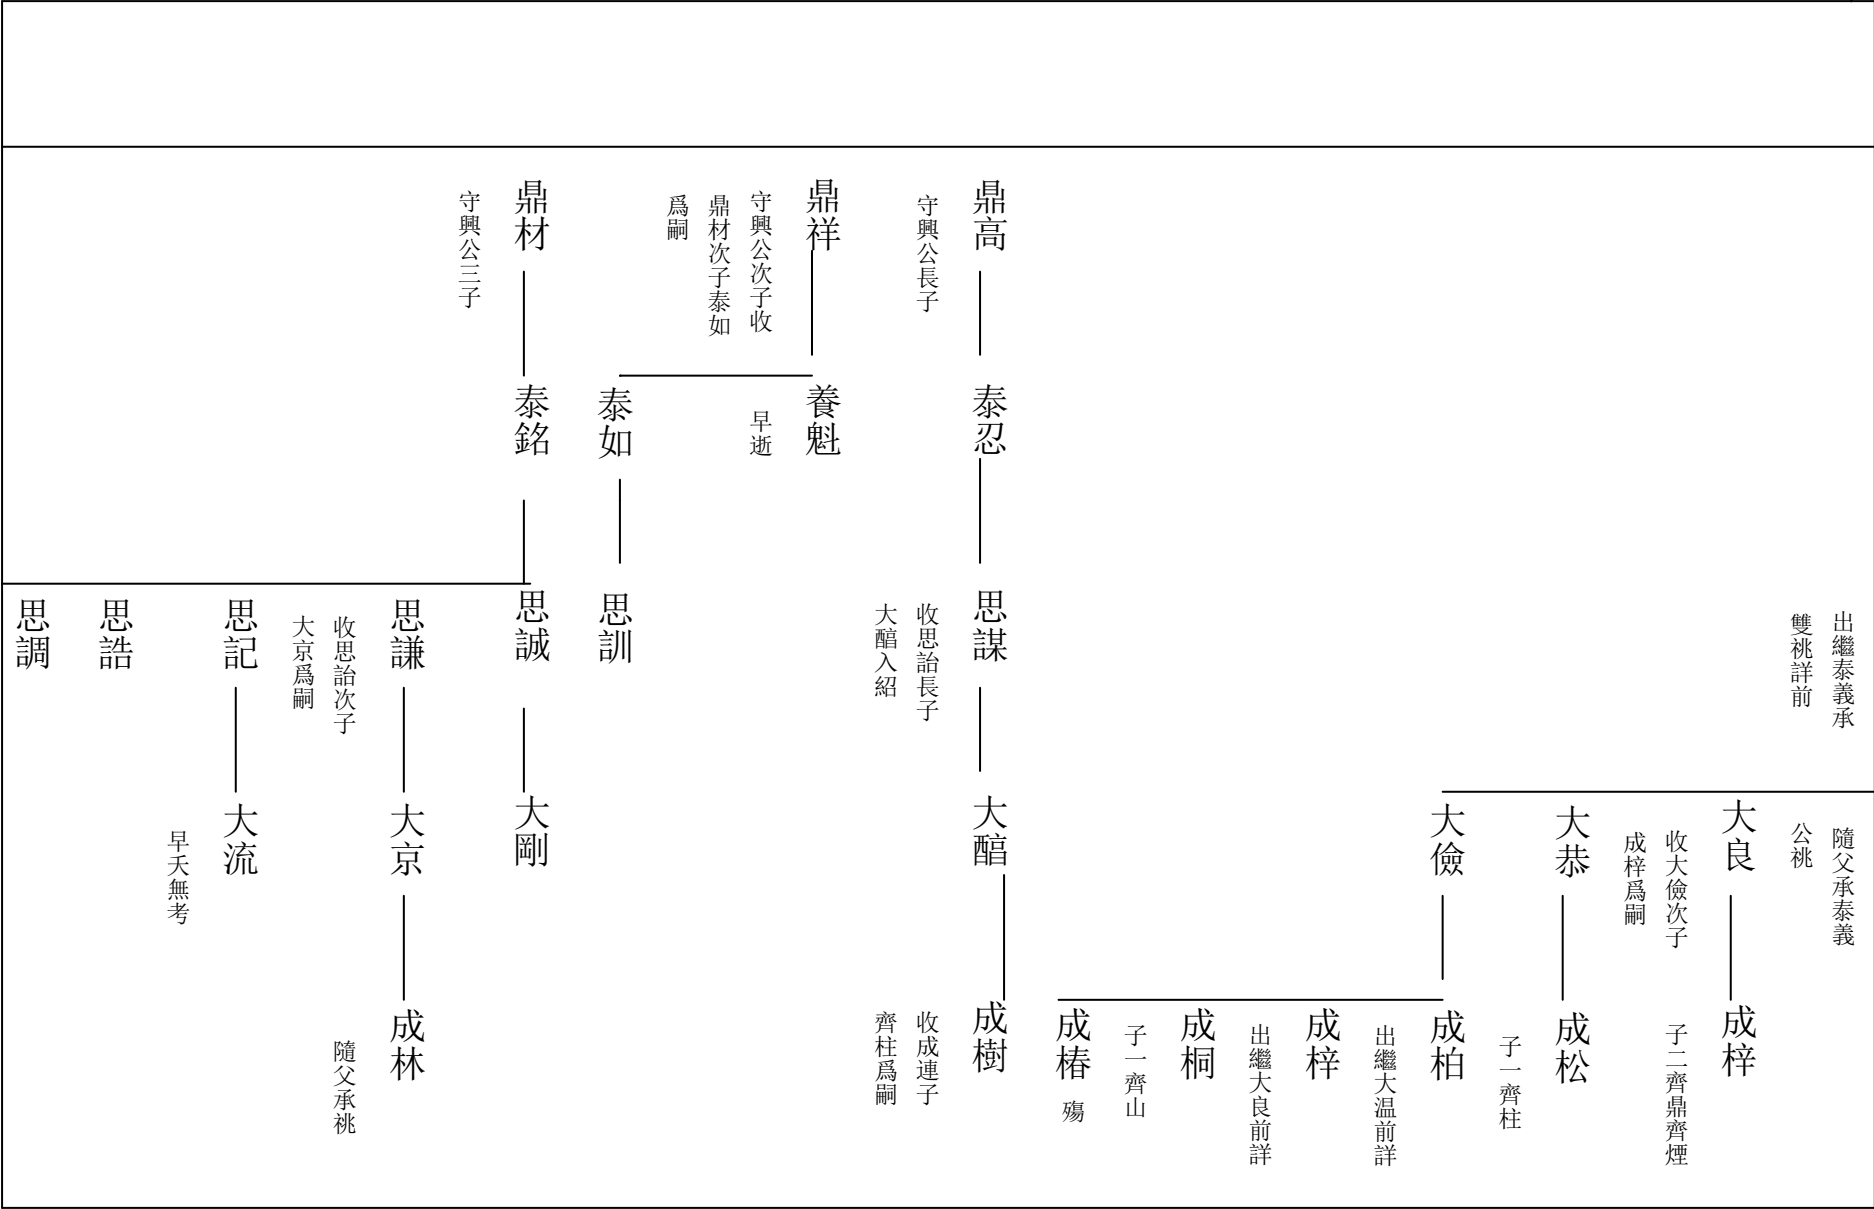 出繼泰義承
雙祧詳前
隨父承泰義
公祧
大良
收大儉次子
成梓爲嗣
大恭
大儉
成梓
子二齊鼎齊煙
成松
子一齊柱
成柏
出繼大温前詳
成梓
出繼大良前詳
成桐
子一齊山
成椿
殤
鼎高
守興公長子
泰忍
思謀
收思詒長子
大醕入紹
大醕
成樹
收成連子
齊柱爲嗣
鼎祥
守興公次子收
鼎材次子泰如
爲嗣
養魁
早逝
泰如
思訓
鼎材
守興公三子
泰銘
思誠
大剛
思謙
收思詒次子
大京爲嗣
大京
成林
隨父承祧
思記
大流
早夭無考
思誥
思調